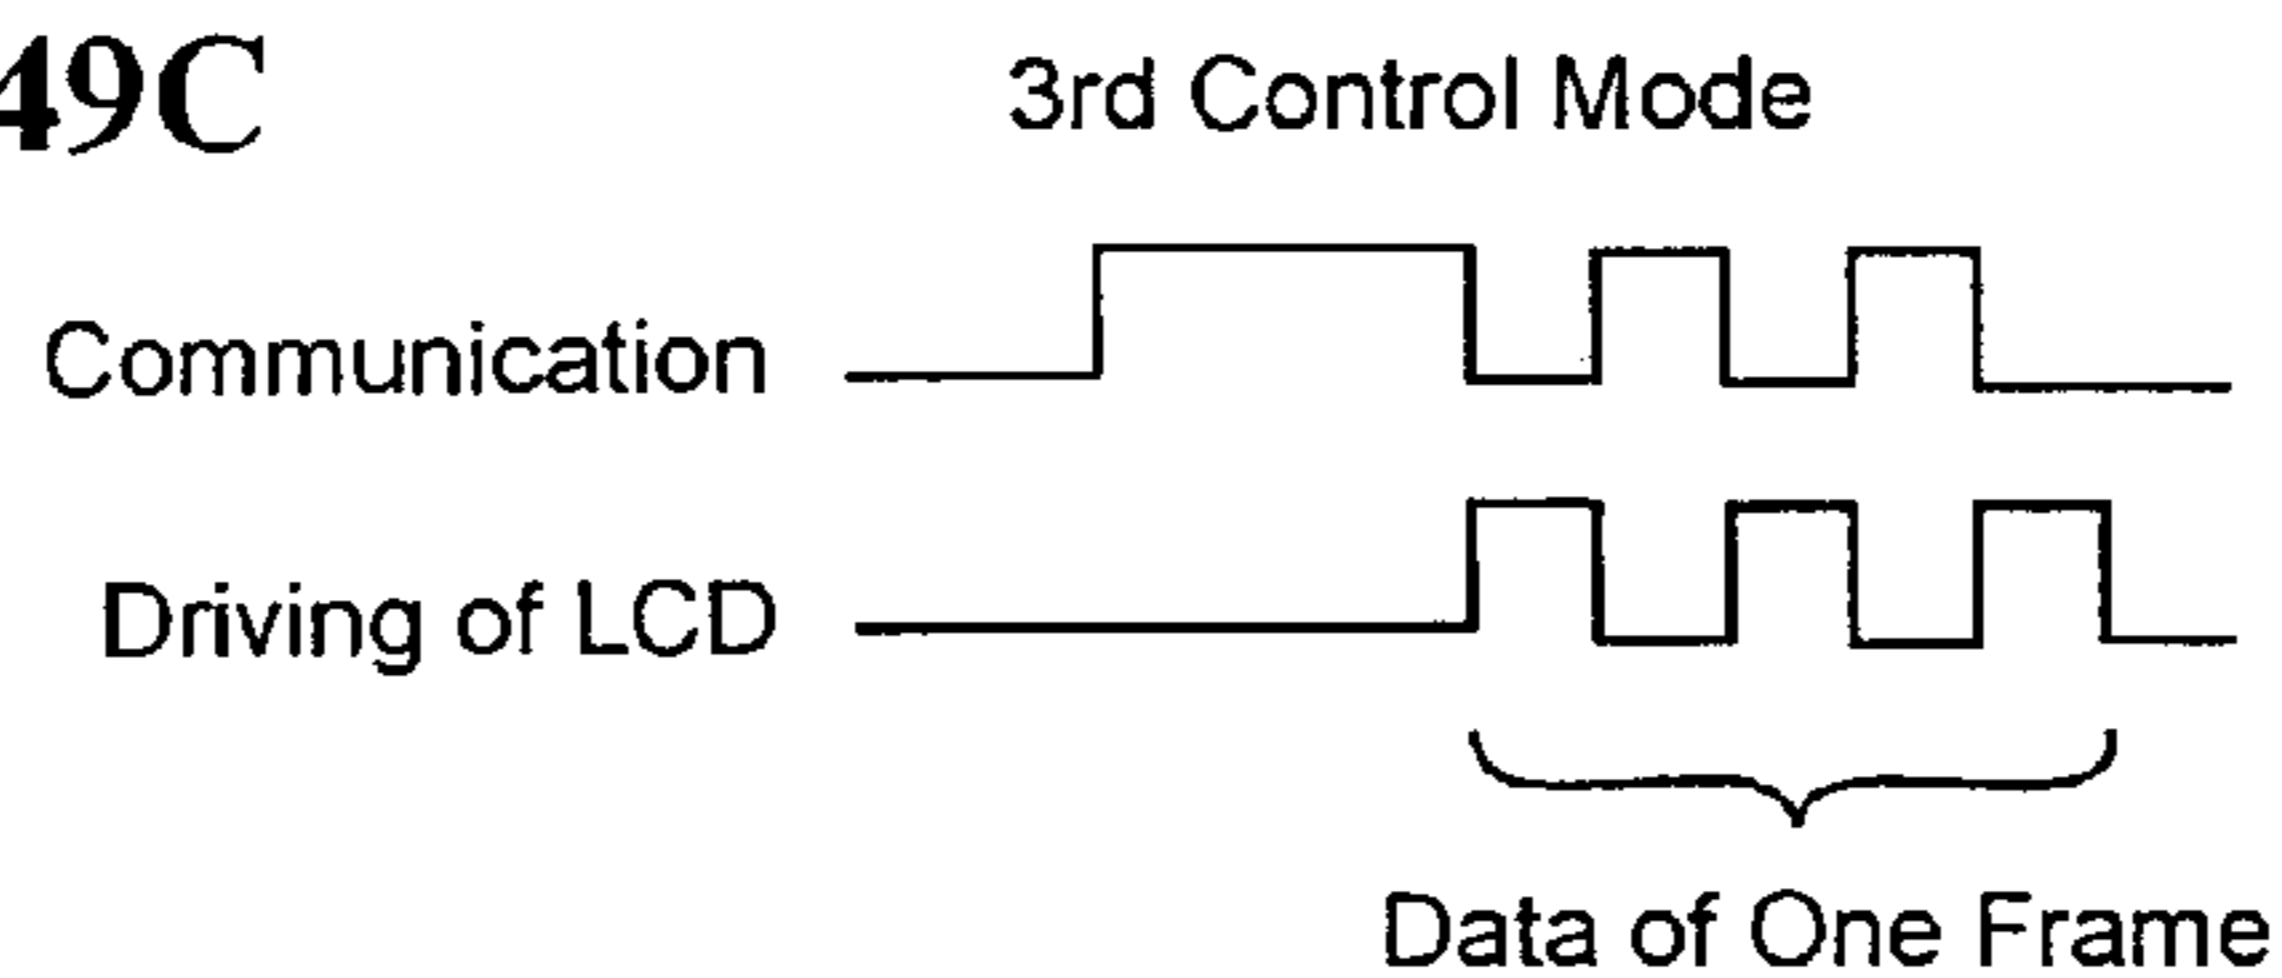 49C
3rd Control Mode
Communication
Driving of LCD
Data of One Frame